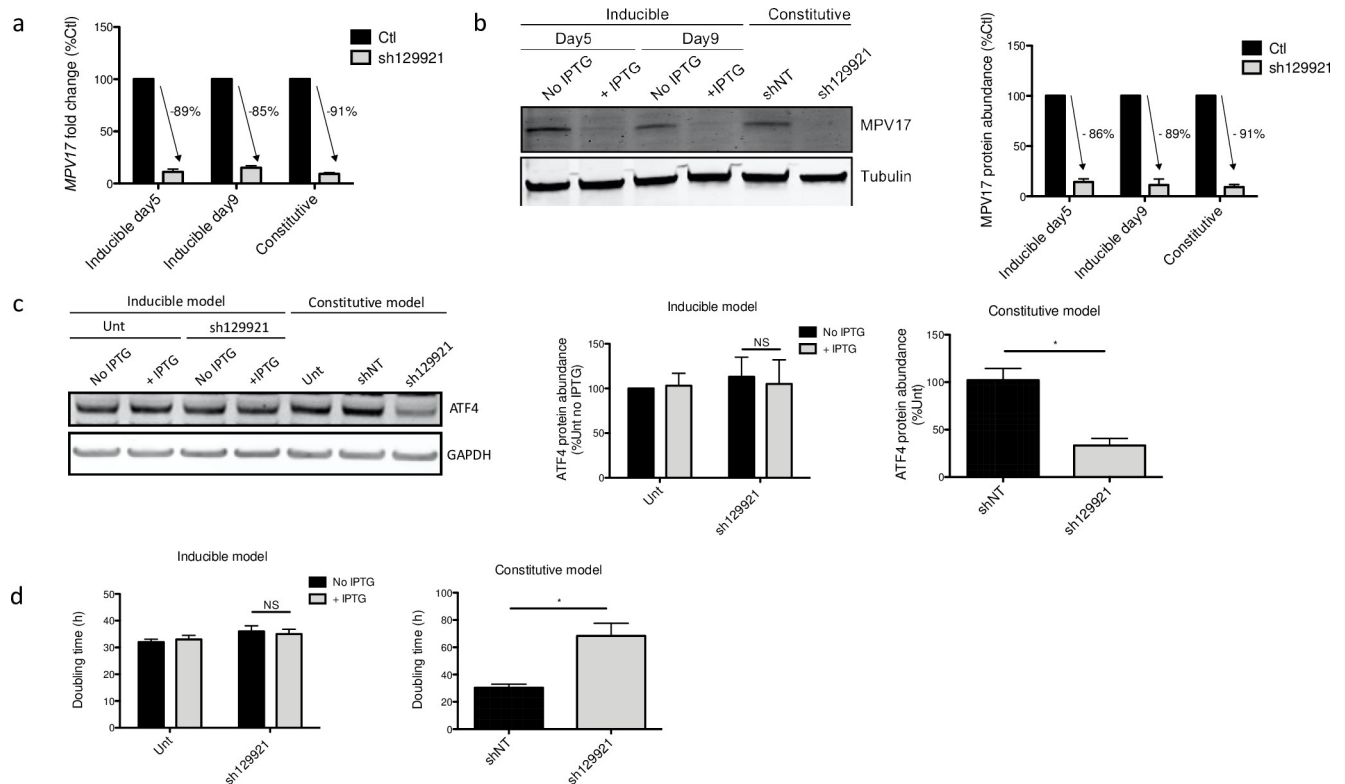 a
MPV17 fold change (%Ctl)
150
100
50
0
-89%
-85%
-91%
Ctl
sh129921
Inducible day5
Inducible day9
Constitutive
b
Inducible
Constitutive
Day5
Day9
No IPTG
+ IPTG
No IPTG
+IPTG
shNT
sh129921
MPV17
Tubulin
MPV17 protein abundance (%Ctl)
150
100
50
0
- 86%
- 89%
- 91%
Ctl
sh129921
Inducible day5
Inducible day9
Constitutive
c
Inducible model
Constitutive model
Unt
sh129921
No IPTG
+ IPTG
No IPTG
+IPTG
Unt
shNT
sh129921
ATF4
GAPDH
Inducible model
ATF4 protein abundance
(%Unt no IPTG)
150
100
50
0
NS
No IPTG
+ IPTG
Unt
sh129921
Constitutive model
ATF4 protein abundance
(%Unt)
150
100
50
0
*
shNT
sh129921
d
Inducible model
Doubling time (h)
50
40
30
20
10
0
NS
No IPTG
+ IPTG
Unt
sh129921
Constitutive model
Doubling time (h)
100
80
60
40
20
0
*
shNT
sh129921